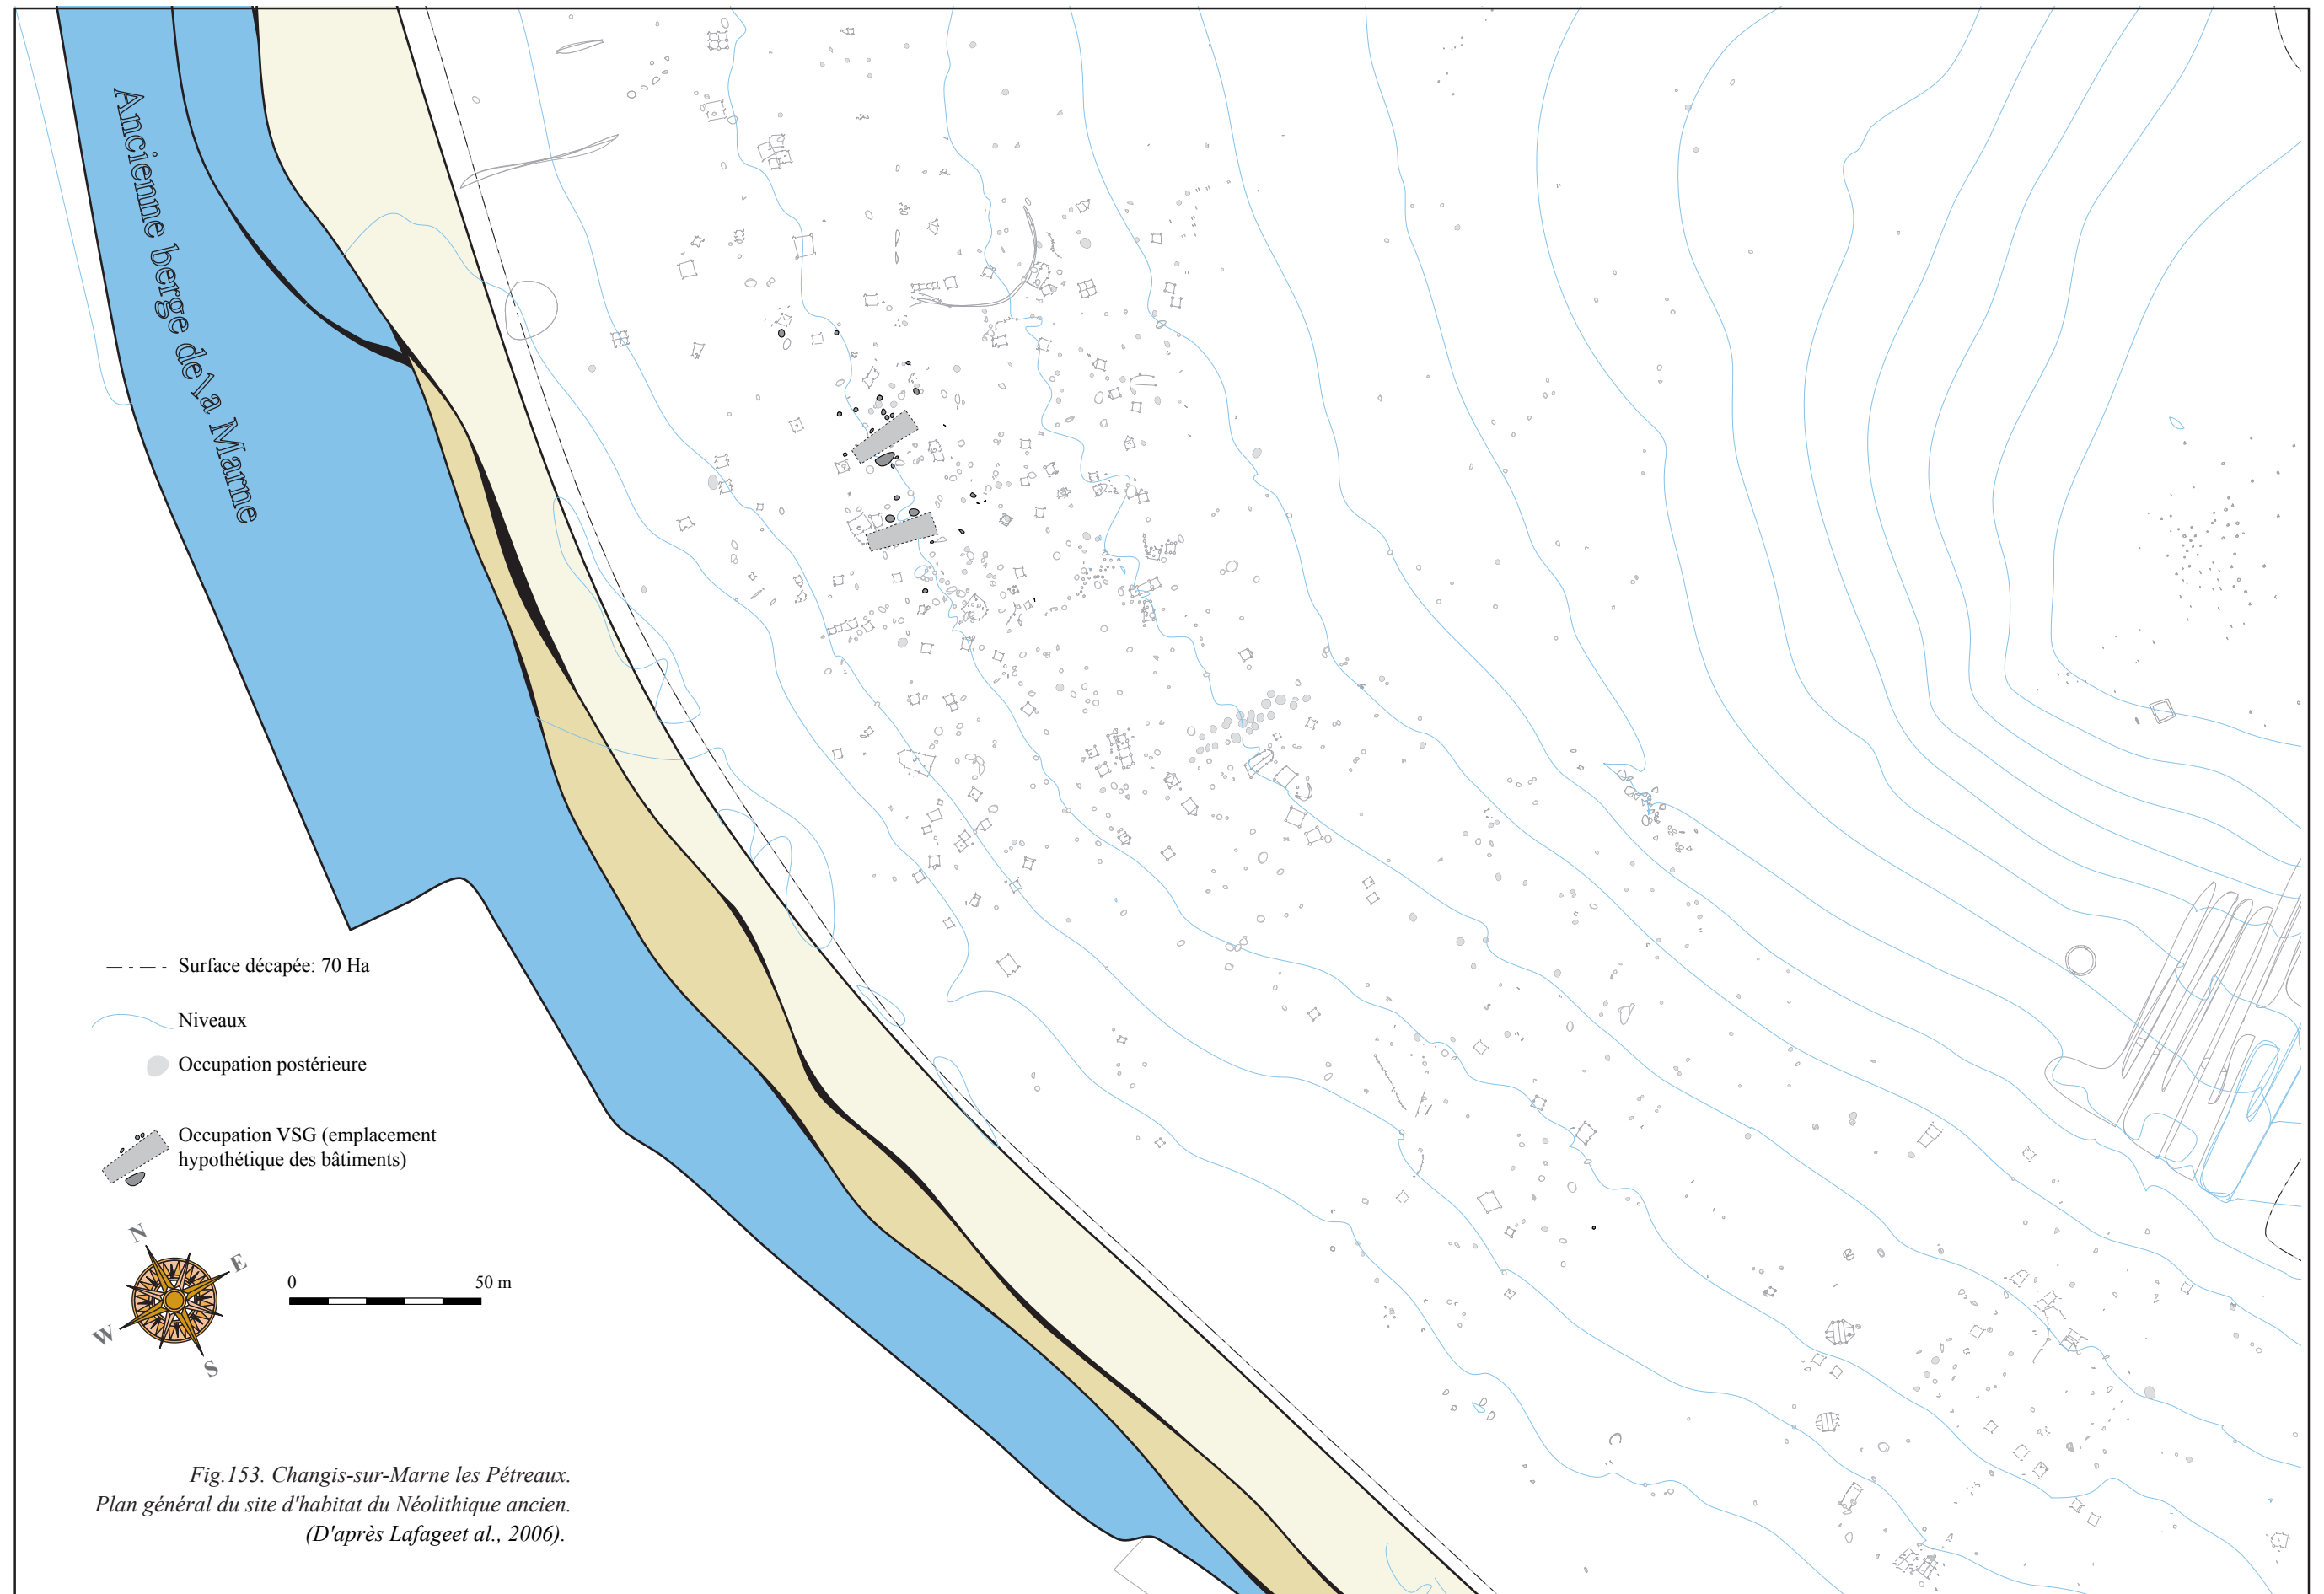 Ancienne berge de la Marne
Surface décapée: 70 Ha
Niveaux
Occupation postérieure
Occupation VSG (emplacement
hypothétique des bâtiments)
N
E
W
S
0 50 m
Fig.153. Changis-sur-Marne les Pétreaux.
Plan général du site d'habitat du Néolithique ancien.
(D'après Lafageet al., 2006).